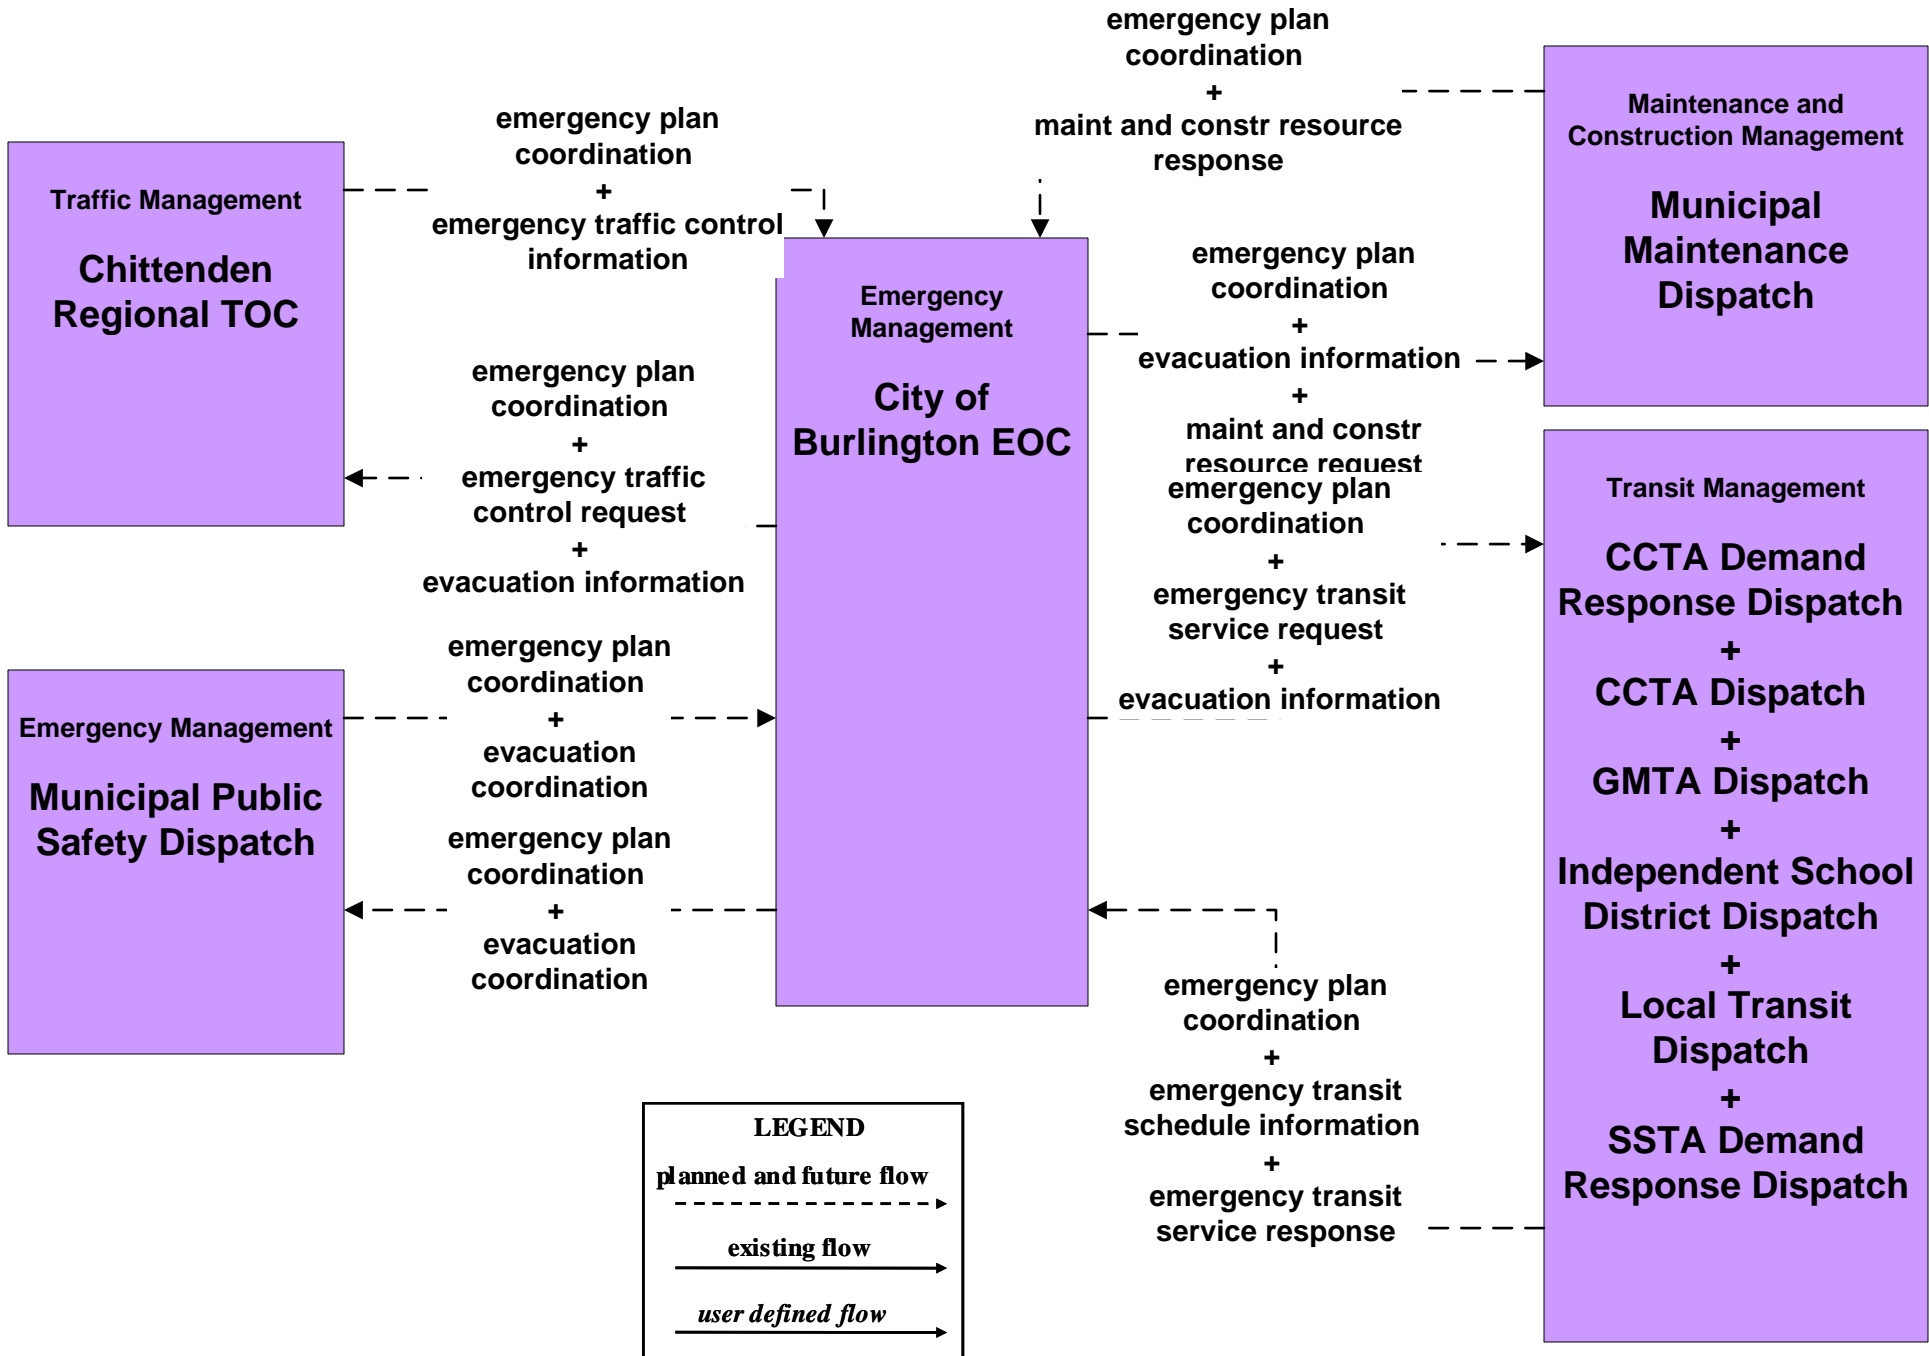 emergency plan
coordination
+
maint and constr resource
response
Maintenance and
Construction Management
Municipal
Maintenance
Dispatch
emergency plan
coordination
+
emergency traffic control
information
Traffic Management
Chittenden
Regional TOC
Emergency
Management
City of
Burlington EOC
emergency plan
coordination
+
evacuation information
+
maint and constr
resource request
emergency plan
coordination
+
emergency traffic
control request
+
evacuation information
emergency plan
coordination
+
emergency transit
service request
+
evacuation information
Transit Management
CCTA Demand
Response Dispatch
+
CCTA Dispatch
+
GMTA Dispatch
+
Independent School
District Dispatch
+
Local Transit
Dispatch
+
SSTA Demand
Response Dispatch
Emergency Management
Municipal Public
Safety Dispatch
emergency plan
coordination
+
evacuation
coordination
emergency plan
coordination
+
evacuation
coordination
emergency plan
coordination
+
emergency transit
schedule information
+
emergency transit
service response
LEGEND
planned and future flow
existing flow
user defined flow